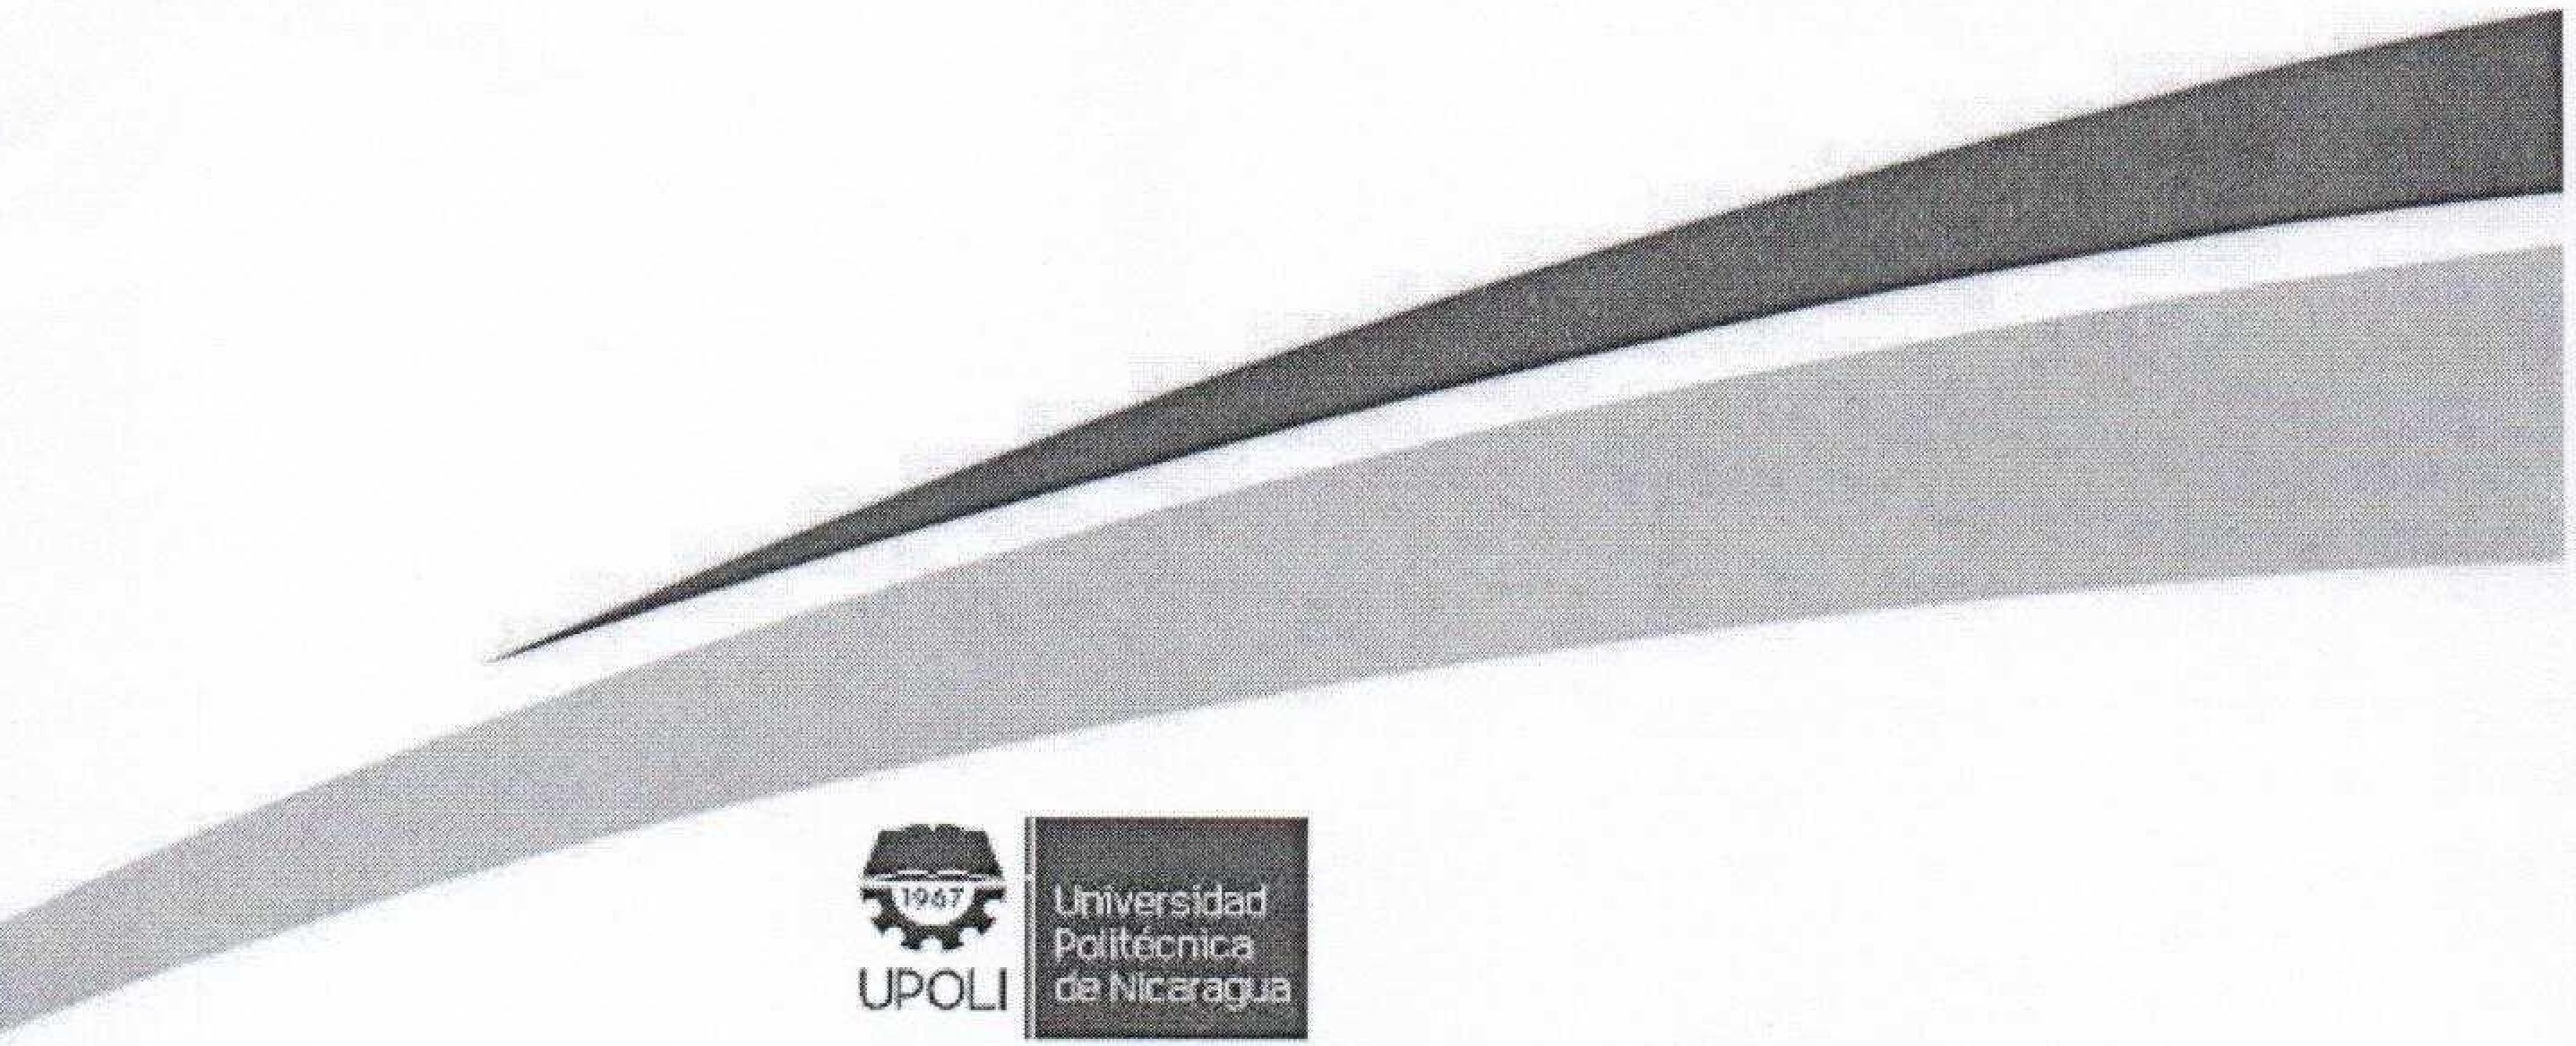 1967
UPOLI
Universidad
Politécnica
de Nicaragua